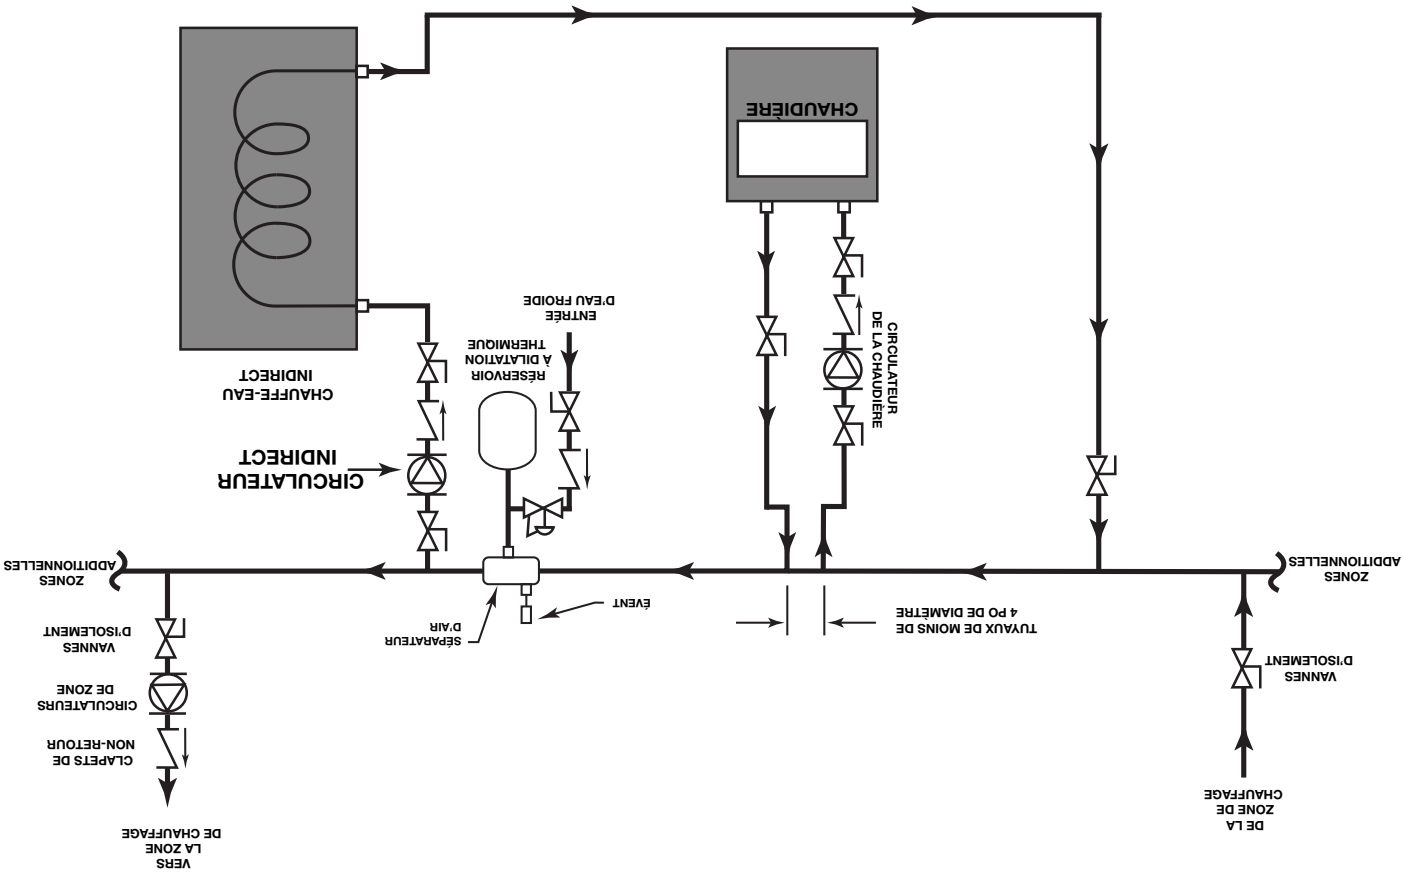 VERS
LA ZONE
DE CHAUFFAGE
DE LA
ZONE DE
CHAUFFAGE
CLAPETS DE
NON-RETOUR
CIRCULATEURS
DE ZONE
VANNES
D'ISOLEMENT
VANNES
D'ISOLEMENT
TUYAUX DE MOINS DE
4 PO DE DIAMÈTRE
ÉVENT
SÉPARATEUR
D'AIR
ZONES
ADDITIONNELLES
ZONES
ADDITIONNELLES
CIRCULATEUR
INDIRECT
CIRCULATEUR
DE LA CHAUDIÈRE
RÉSERVOIR
À DILATATION
THERMIQUE
ENTRÉE
D'EAU FROIDE
CHAUFFE-EAU
INDIRECT
CHAUDIÈRE